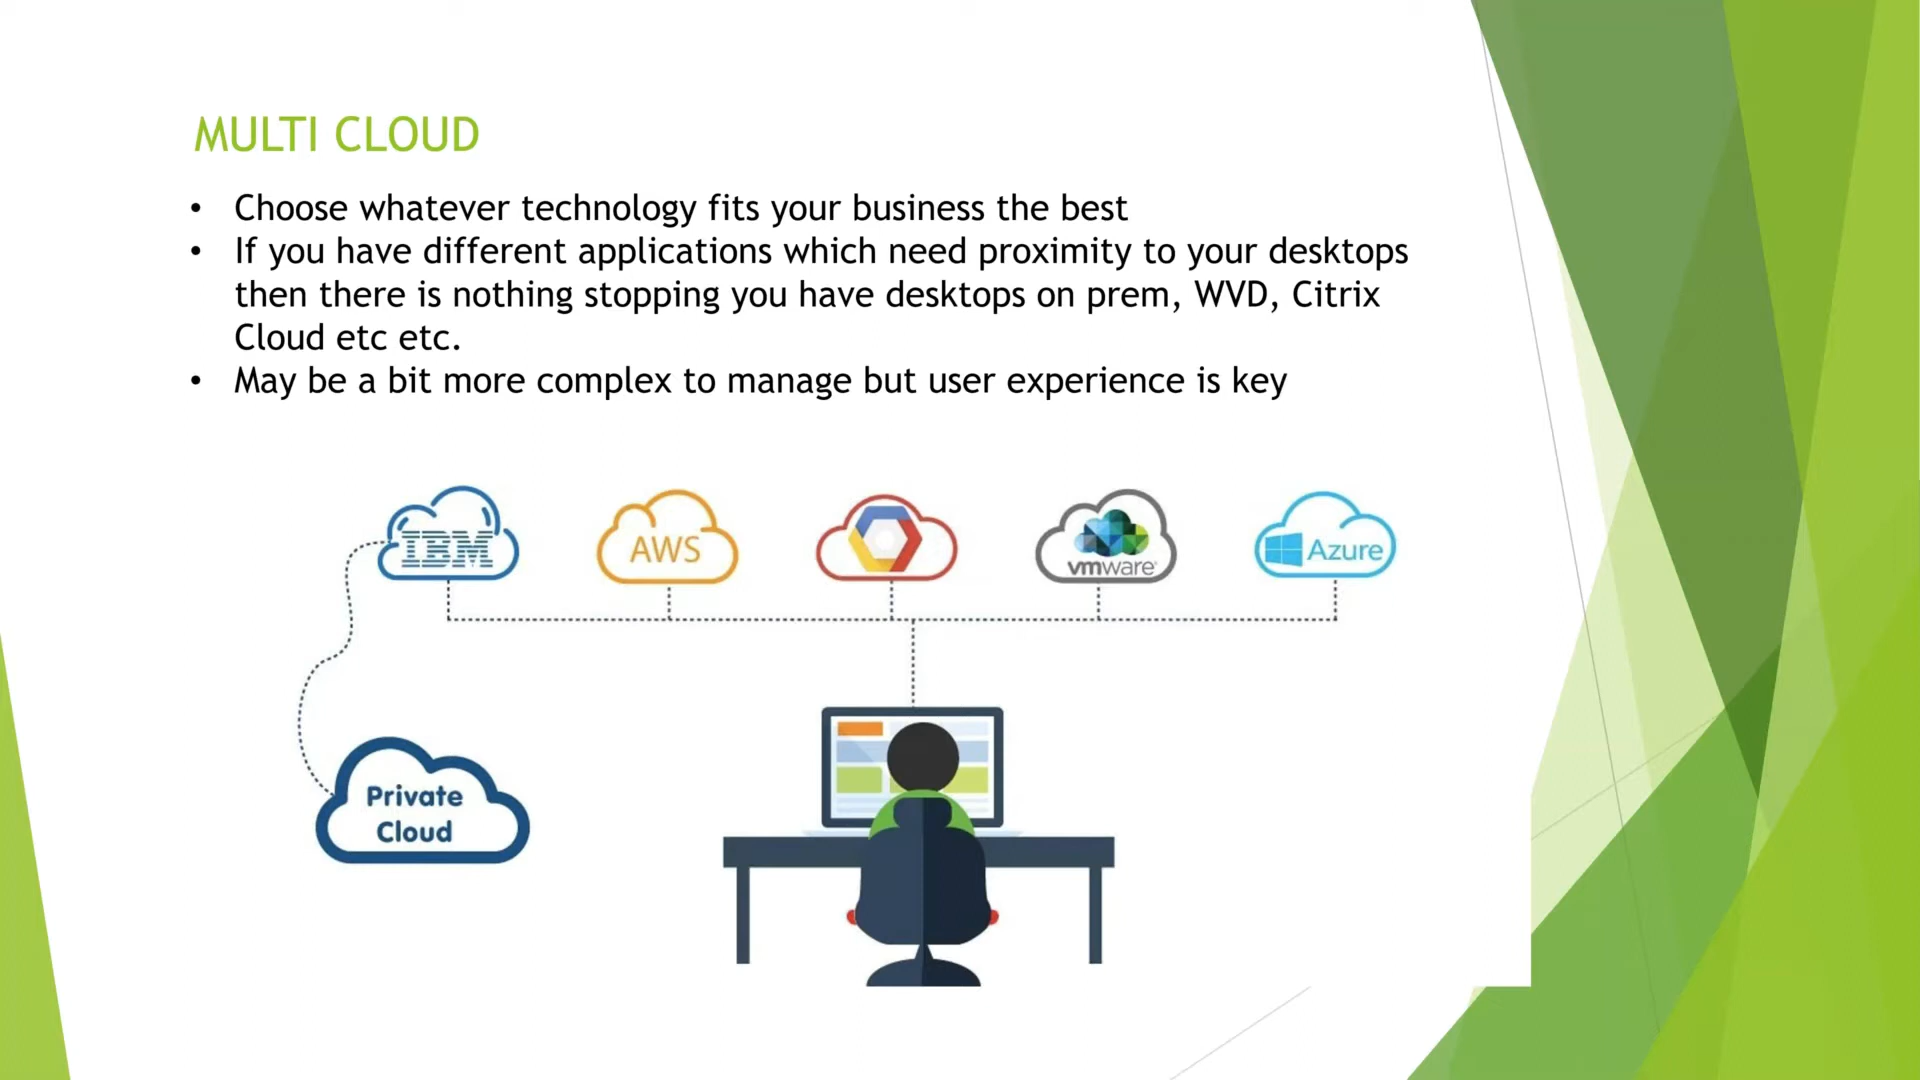 MULTI CLOUD
• Choose whatever technology fits your business the best
• If you have different applications which need proximity to your desktops
then there is nothing stopping you have desktops on prem, WVD, Citrix
Cloud etc etc.
• May be a bit more complex to manage but user experience is key
IBM AWS vmware Azure
Private
Cloud